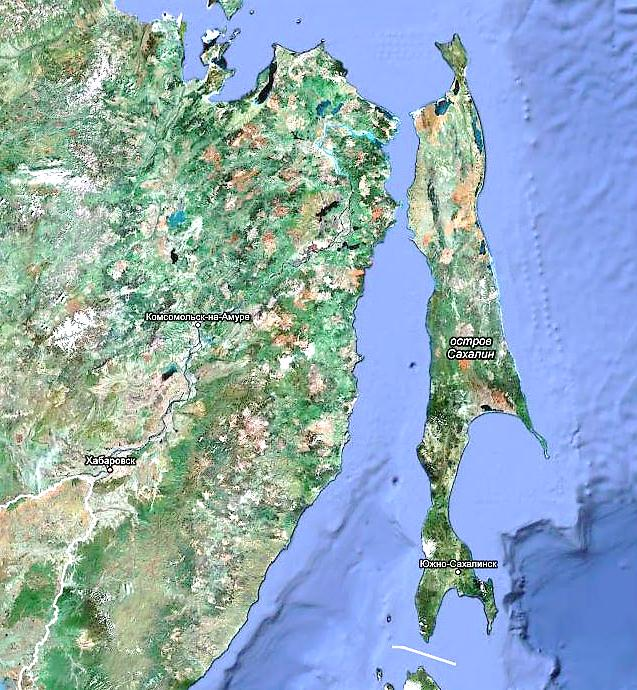 Комсомольск-на-Амуре
остров
Сахалин
Хабаровск
Южно-Сахалинск